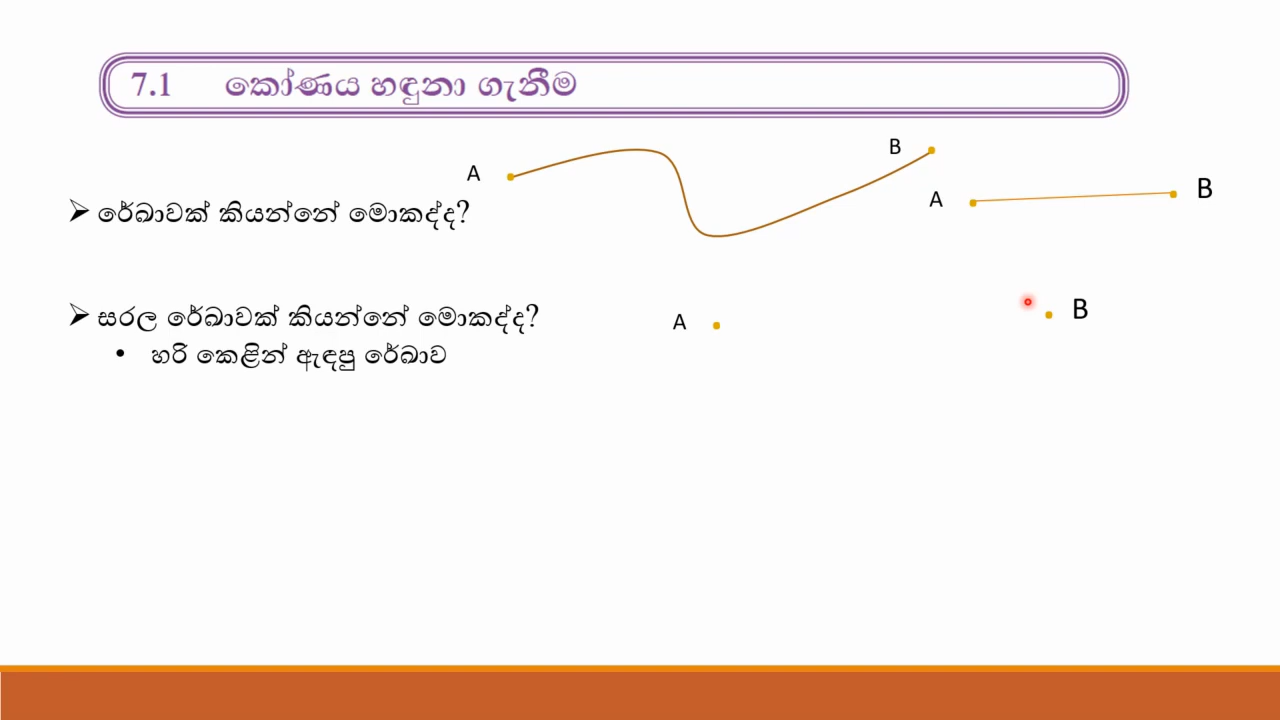 7.1 කෝණය හඳුනා ගැනීම
A
B
A
B
➢ රේඛාවක් කියන්නේ මොකද්ද?
➢ සරල රේඛාවක් කියන්නේ මොකද්ද?
A
B
• හරි කෙළින් ඇඳපු රේඛාව